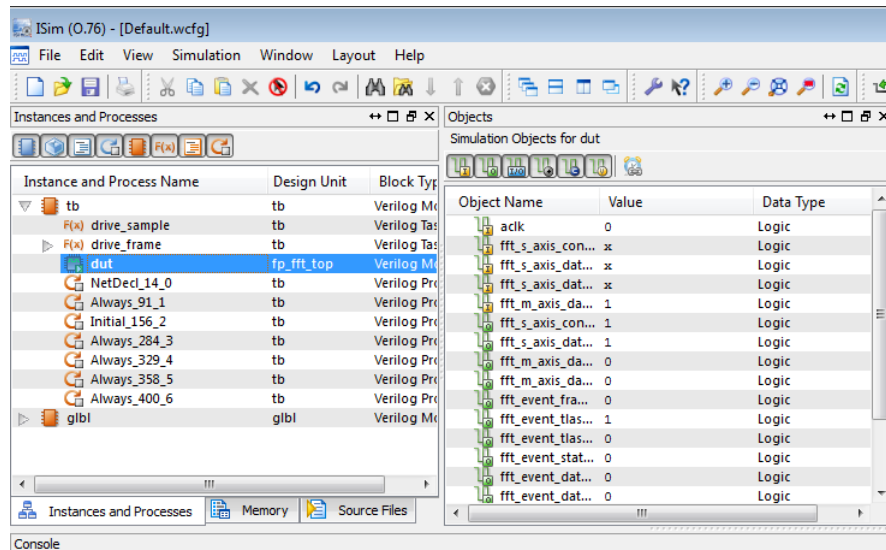 ISim (O.76) - [Default.wcfg]
File Edit View Simulation Window Layout Help
Instances and Processes
F(x)
Instance and Process Name Design Unit Block Typ
tb tb Verilog Mo
F(x) drive_sample tb Verilog Tas
F(x) drive_frame tb Verilog Tas
dut fp_fft_top Verilog Mo
NetDecl_14_0 tb Verilog Pro
Always_91_1 tb Verilog Pro
Initial_156_2 tb Verilog Pro
Always_284_3 tb Verilog Pro
Always_329_4 tb Verilog Pro
Always_358_5 tb Verilog Pro
Always_400_6 tb Verilog Pro
glbl glbl Verilog Mo
Instances and Processes Memory Source Files
Objects
Simulation Objects for dut
Object Name Value Data Type
aclk 0 Logic
fft_s_axis_con... x Logic
fft_s_axis_dat... x Logic
fft_s_axis_dat... x Logic
fft_m_axis_da... 1 Logic
fft_s_axis_con... 1 Logic
fft_s_axis_dat... 1 Logic
fft_m_axis_da... 0 Logic
fft_m_axis_da... 0 Logic
fft_event_fra... 0 Logic
fft_event_tlas... 1 Logic
fft_event_tlas... 0 Logic
fft_event_stat... 0 Logic
fft_event_dat... 0 Logic
fft_event_dat... 0 Logic
Console